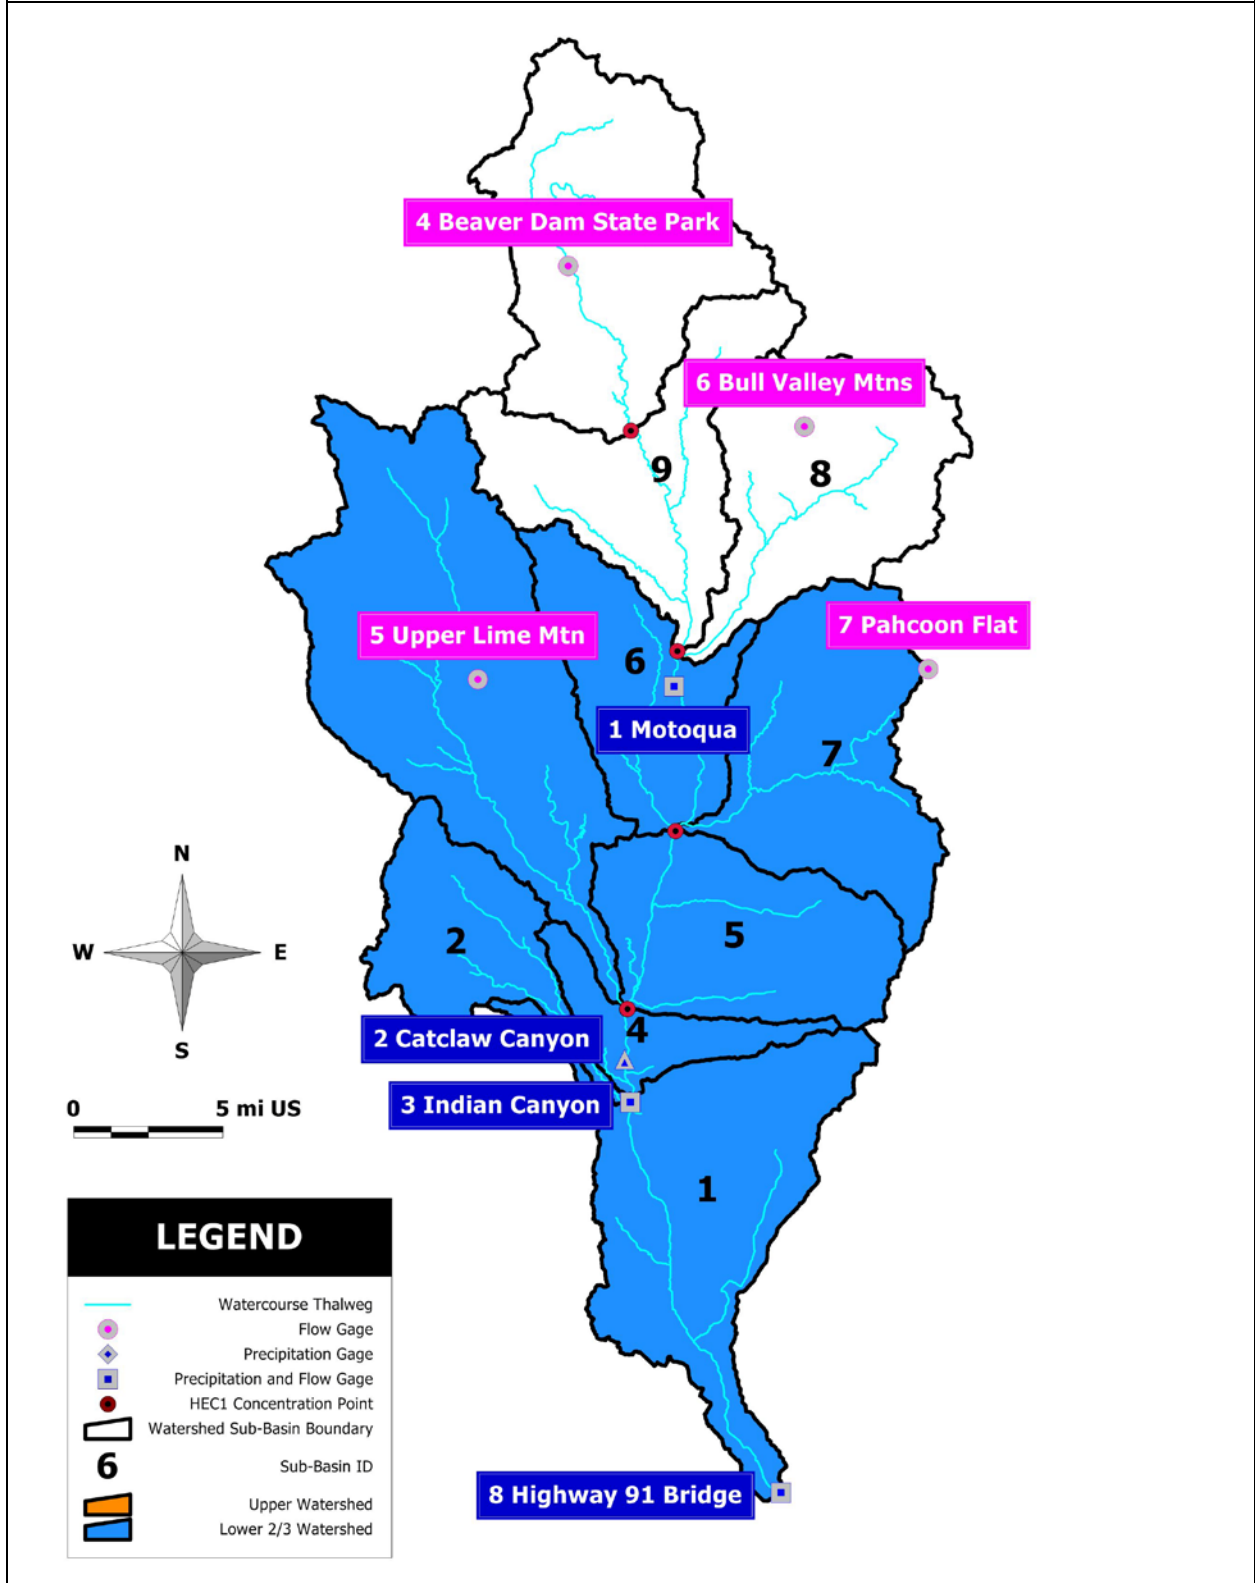 4 Beaver Dam State Park
6 Bull Valley Mtns
9
8
5 Upper Lime Mtn
7 Pahcoon Flat
6
1 Motoqua
7
N
W
E
S
2
5
4
2 Catclaw Canyon
3 Indian Canyon
0 5 mi US
1
LEGEND
Watercourse Thalweg
Flow Gage
Precipitation Gage
Precipitation and Flow Gage
HEC1 Concentration Point
Watershed Sub-Basin Boundary
6 Sub-Basin ID
Upper Watershed
Lower 2/3 Watershed
8 Highway 91 Bridge